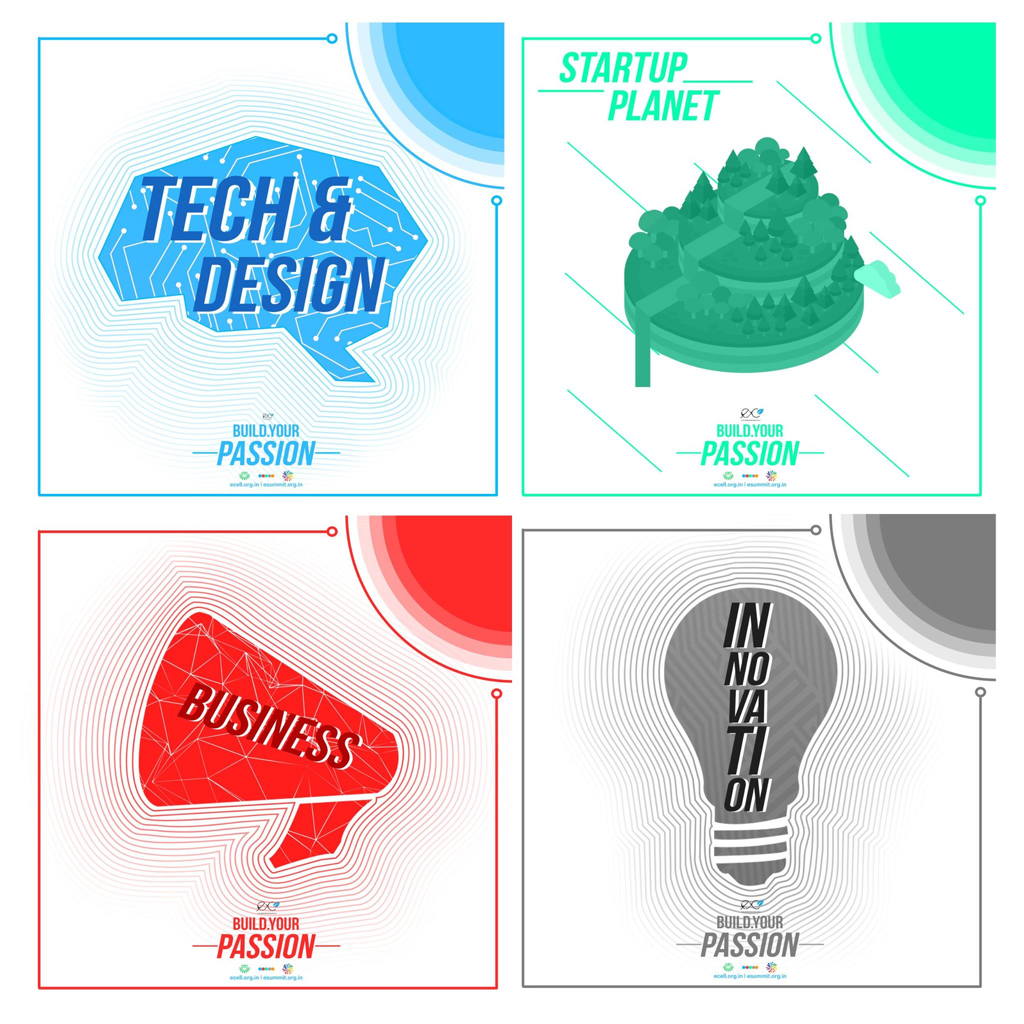 TECH &
DESIGN
BUILD.YOUR
PASSION
ecell.org.in | esummit.org.in
STARTUP
PLANET
BUILD.YOUR
PASSION
ecell.org.in | esummit.org.in
BUSINESS
BUILD.YOUR
PASSION
ecell.org.in | esummit.org.in
IN
NO
VA
TI
ON
BUILD.YOUR
PASSION
ecell.org.in | esummit.org.in